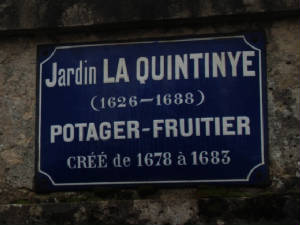 Jardin LA QUINTINYE
(1626-1688)
POTAGER-FRUITIER
CRÉÉ de 1678 à 1683